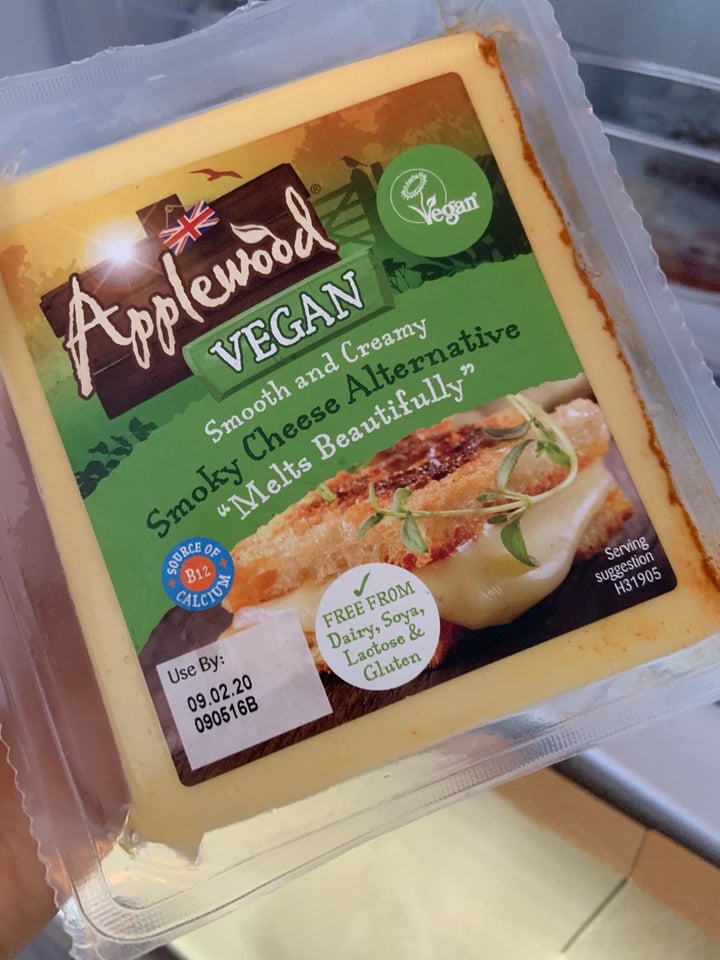 Applewood®
VEGAN
Vegan
Smooth and Creamy
Smoky Cheese Alternative
“Melts Beautifully”
SOURCE OF
B12
CALCIUM
✓
FREE FROM
Dairy, Soya,
Lactose &
Gluten
Serving
suggestion
H31905
Use By:
09.02.20
090516B